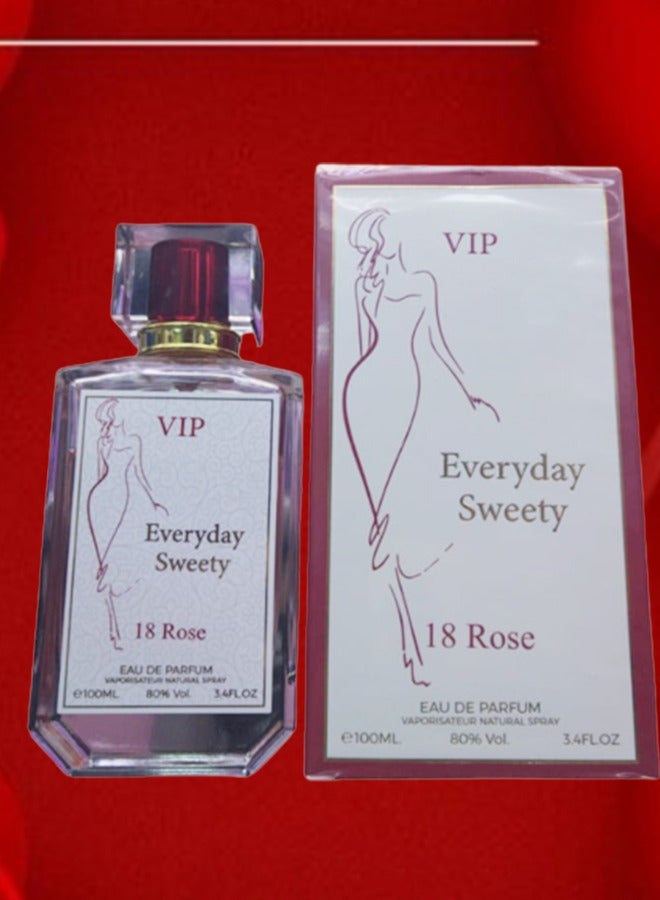 VIP
Everyday
Sweety
18 Rose
EAU DE PARFUM
VAPORISATEUR NATURAL SPRAY
℮100ML 80% Vol. 3.4FL.OZ
VIP
Everyday
Sweety
18 Rose
EAU DE PARFUM
VAPORISATEUR NATURAL SPRAY
℮100ML 80% Vol. 3.4FL.OZ